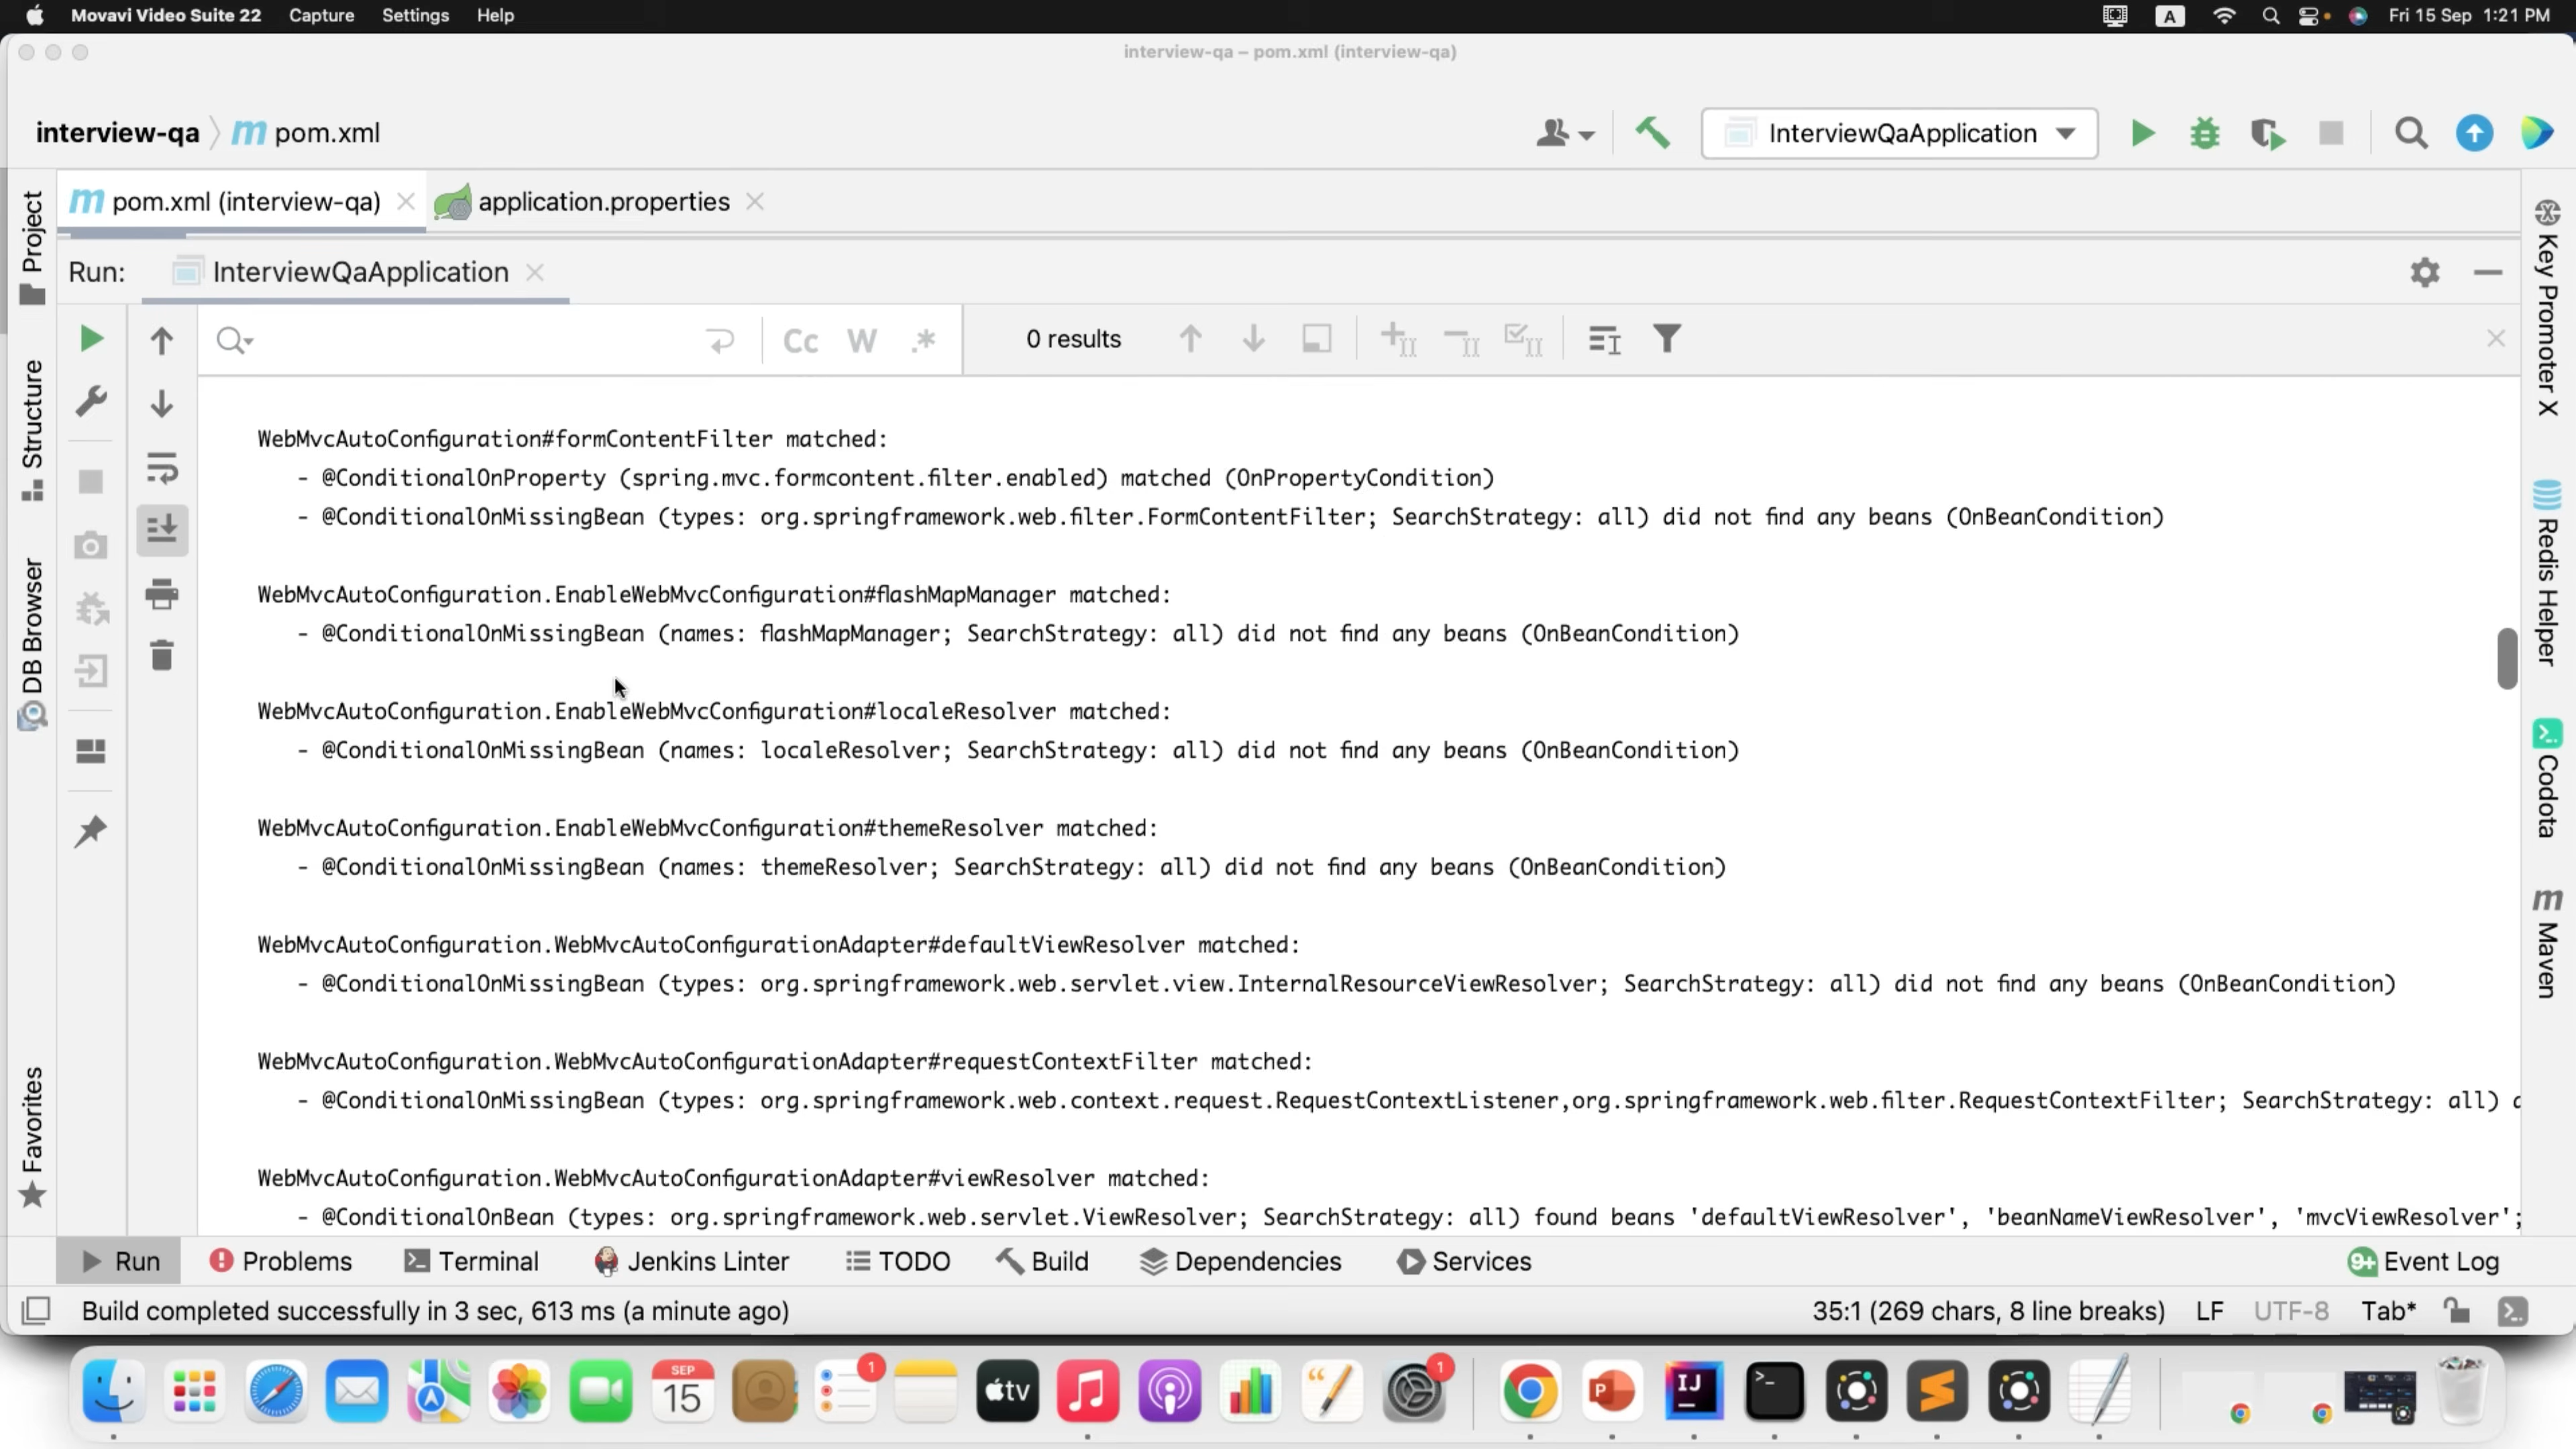 Movavi Video Suite 22 Capture Settings Help A Fri 15 Sep 1:21 PM
interview-qa – pom.xml (interview-qa)
interview-qa m pom.xml InterviewQaApplication
m pom.xml (interview-qa) application.properties
Run: InterviewQaApplication
Cc W .* 0 results
WebMvcAutoConfiguration#formContentFilter matched:
- @ConditionalOnProperty (spring.mvc.formcontent.filter.enabled) matched (OnPropertyCondition)
- @ConditionalOnMissingBean (types: org.springframework.web.filter.FormContentFilter; SearchStrategy: all) did not find any beans (OnBeanCondition)
WebMvcAutoConfiguration.EnableWebMvcConfiguration#flashMapManager matched:
- @ConditionalOnMissingBean (names: flashMapManager; SearchStrategy: all) did not find any beans (OnBeanCondition)
WebMvcAutoConfiguration.EnableWebMvcConfiguration#localeResolver matched:
- @ConditionalOnMissingBean (names: localeResolver; SearchStrategy: all) did not find any beans (OnBeanCondition)
WebMvcAutoConfiguration.EnableWebMvcConfiguration#themeResolver matched:
- @ConditionalOnMissingBean (names: themeResolver; SearchStrategy: all) did not find any beans (OnBeanCondition)
WebMvcAutoConfiguration.WebMvcAutoConfigurationAdapter#defaultViewResolver matched:
- @ConditionalOnMissingBean (types: org.springframework.web.servlet.view.InternalResourceViewResolver; SearchStrategy: all) did not find any beans (OnBeanCondition)
WebMvcAutoConfiguration.WebMvcAutoConfigurationAdapter#requestContextFilter matched:
- @ConditionalOnMissingBean (types: org.springframework.web.context.request.RequestContextListener,org.springframework.web.filter.RequestContextFilter; SearchStrategy: all)
WebMvcAutoConfiguration.WebMvcAutoConfigurationAdapter#viewResolver matched:
- @ConditionalOnBean (types: org.springframework.web.servlet.ViewResolver; SearchStrategy: all) found beans 'defaultViewResolver', 'beanNameViewResolver', 'mvcViewResolver';
Project
Structure
DB Browser
Favorites
Key Promoter X
Redis Helper
Codota
m Maven
Run Problems Terminal Jenkins Linter TODO Build Dependencies Services 9+ Event Log
Build completed successfully in 3 sec, 613 ms (a minute ago) 35:1 (269 chars, 8 line breaks) LF UTF-8 Tab*
SEP
15
1
tv
1
P
IJ